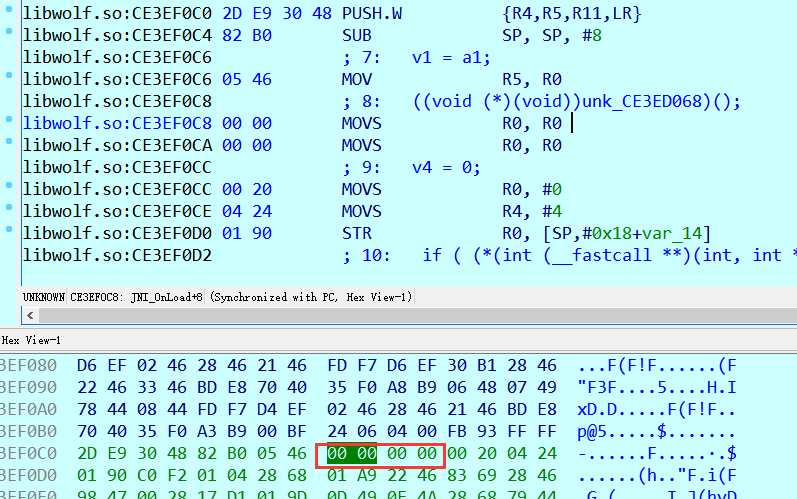 libwolf.so:CE3EF0C0 2D E9 30 48 PUSH.W {R4,R5,R11,LR}
libwolf.so:CE3EF0C4 82 B0 SUB SP, SP, #8
libwolf.so:CE3EF0C6 ; 7: v1 = a1;
libwolf.so:CE3EF0C6 05 46 MOV R5, R0
libwolf.so:CE3EF0C8 ; 8: ((void (*)(void))unk_CE3ED068)();
libwolf.so:CE3EF0C8 00 00 MOVS R0, R0
libwolf.so:CE3EF0CA 00 00 MOVS R0, R0
libwolf.so:CE3EF0CC ; 9: v4 = 0;
libwolf.so:CE3EF0CC 00 20 MOVS R0, #0
libwolf.so:CE3EF0CE 04 24 MOVS R4, #4
libwolf.so:CE3EF0D0 01 90 STR R0, [SP,#0x18+var_14]
libwolf.so:CE3EF0D2 ; 10: if ( (*(int (__fastcall **)(int, int *
UNKNOWN CE3EF0C8: JNI_OnLoad+8 (Synchronized with PC, Hex View-1)
Hex View-1
3EF080 D6 EF 02 46 28 46 21 46 FD F7 D6 EF 30 B1 28 46 ...F(F!F......(F
3EF090 22 46 33 46 BD E8 70 40 35 F0 A8 B9 06 48 07 49 "F3F....5....H.I
3EF0A0 78 44 08 44 FD F7 D4 EF 02 46 28 46 21 46 BD E8 xD.D.....F(F!F..
3EF0B0 70 40 35 F0 A3 B9 00 BF 24 06 04 00 FB 93 FF FF p@5.....$.......
3EF0C0 2D E9 30 48 82 B0 05 46 00 00 00 00 00 20 04 24 -......F.....·.$
3EF0D0 01 90 C0 F2 01 04 28 68 01 A9 22 46 83 69 28 46 ......(h.."F.i(F